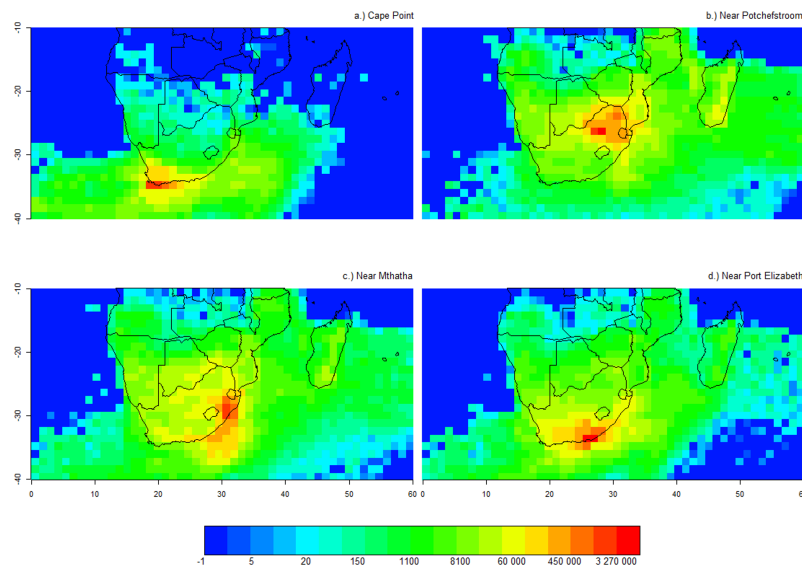 a.) Cape Point
b.) Near Potchefstroom
-10
-20
-30
-40
c.) Near Mthatha
d.) Near Port Elizabeth
-10
-20
-30
-40
0 10 20 30 40 50 60 0 10 20 30 40 50 60
-1 5 20 150 1100 8100 60 000 450 000 3 270 000